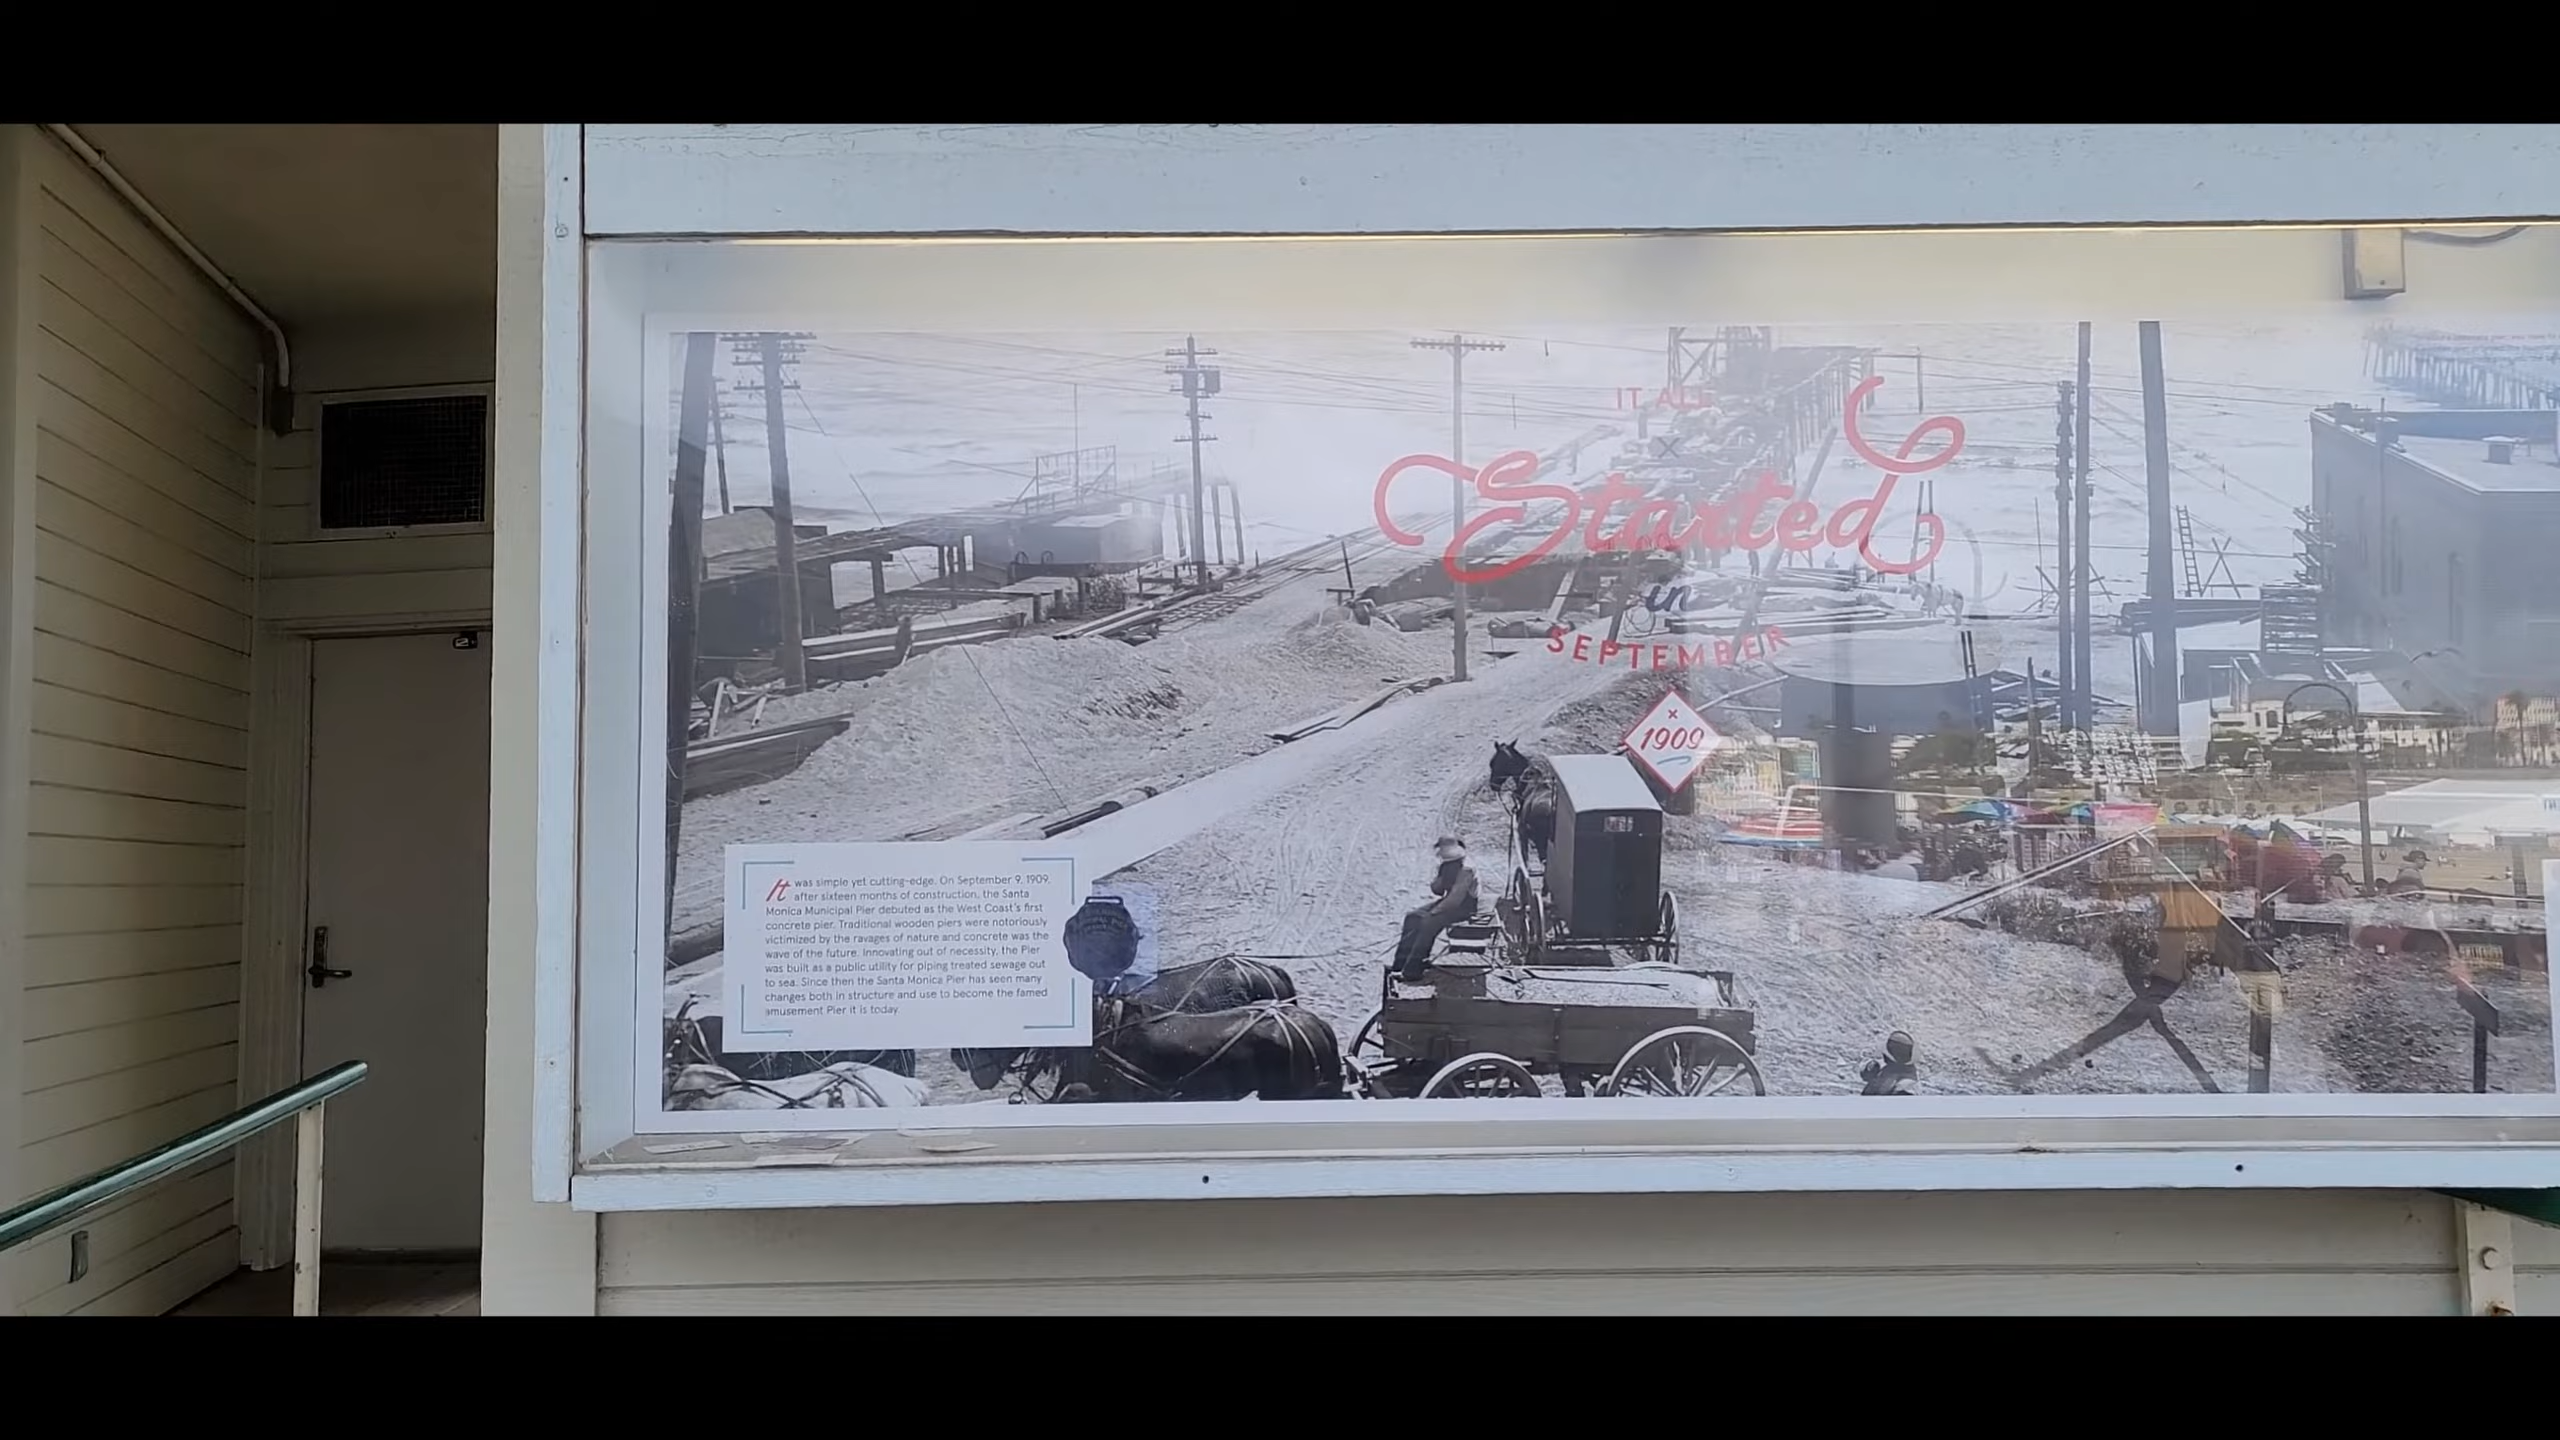 IT ALL
Started
in
SEPTEMBER
1909
It was simple yet cutting-edge. On September 9, 1909,
after sixteen months of construction, the Santa
Monica Municipal Pier debuted as the West Coast's first
concrete pier. Traditional wooden piers were notoriously
victimized by the ravages of nature and concrete was the
wave of the future. Innovating out of necessity, the Pier
was built as a public utility for piping treated sewage out
to sea. Since then the Santa Monica Pier has seen many
changes both in structure and use to become the famed
amusement Pier it is today.